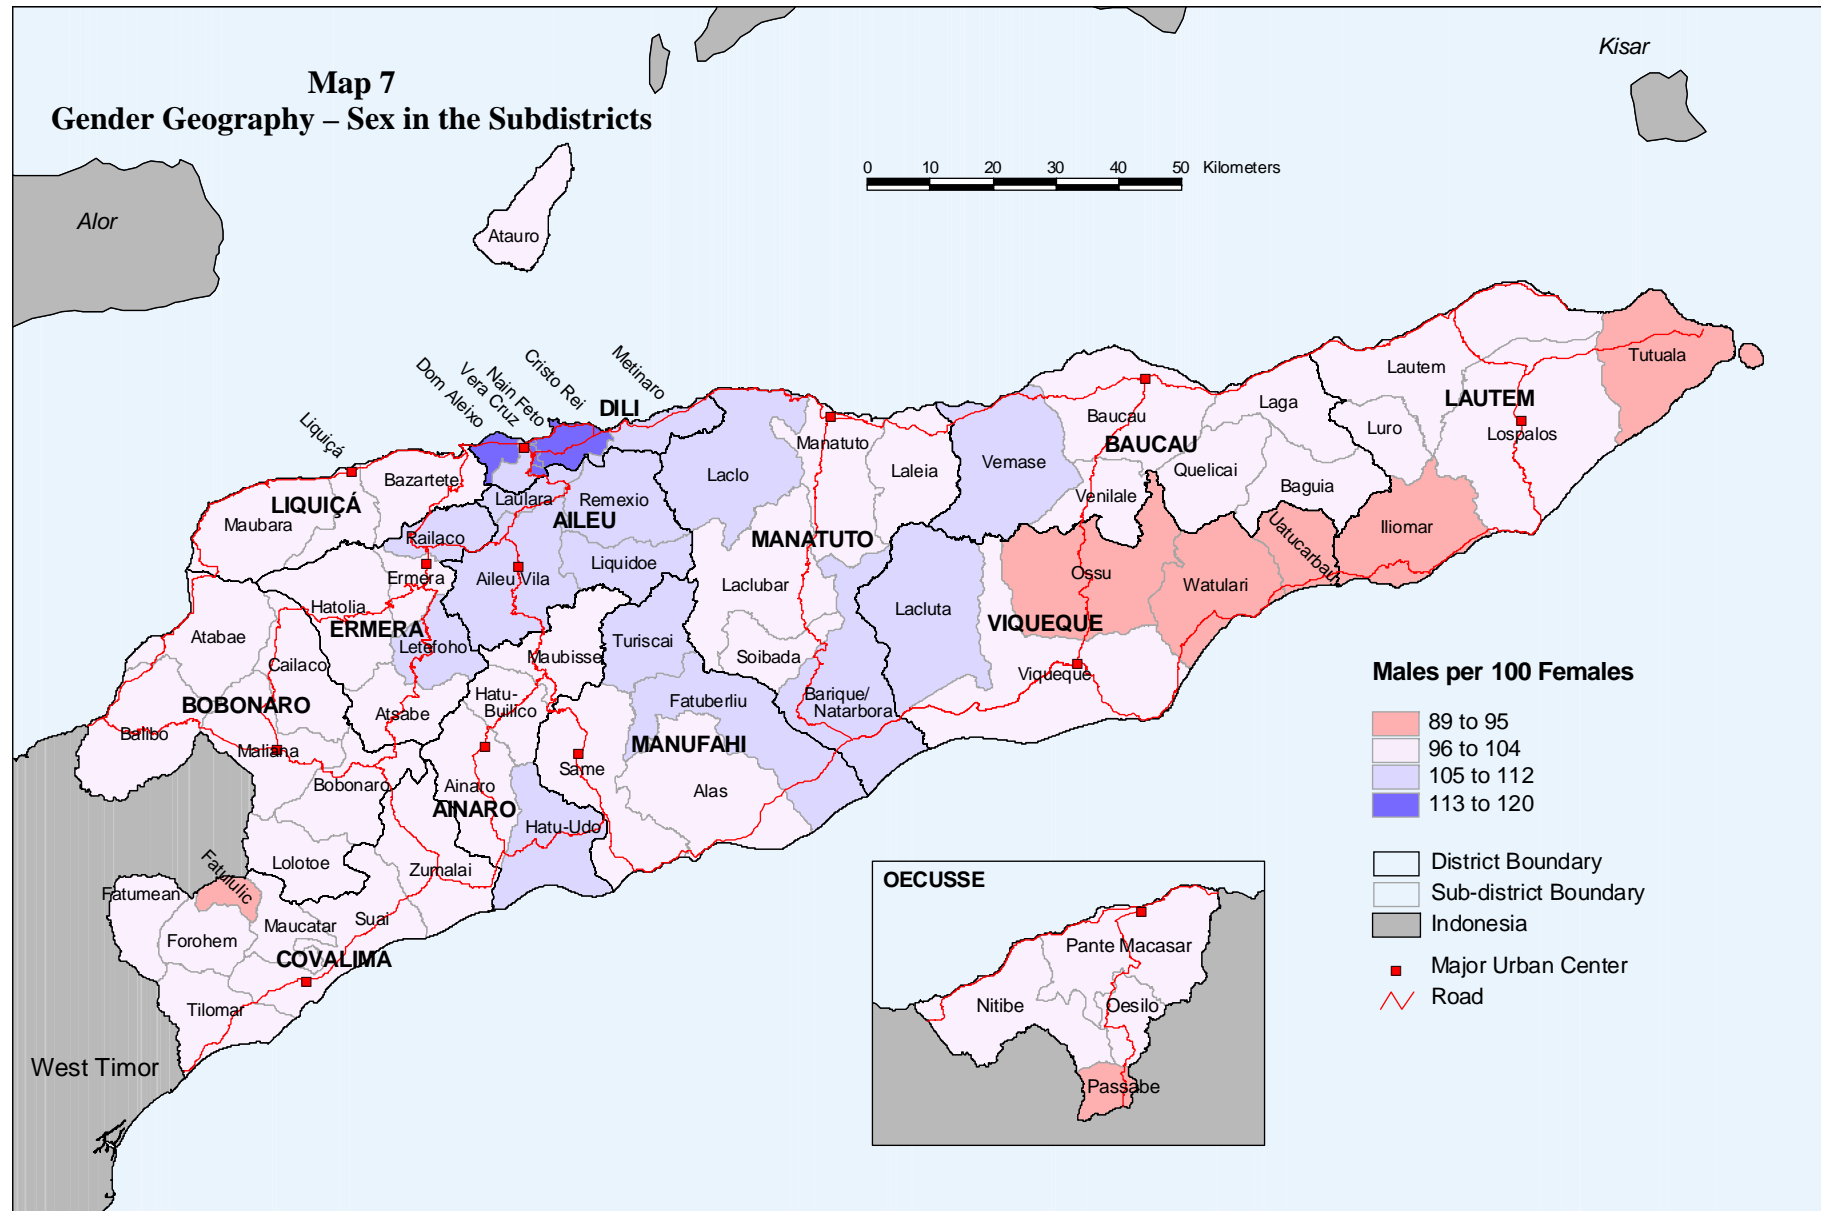 Map 7
Gender Geography – Sex in the Subdistricts
Kisar
Alor
0 10 20 30 40 50 Kilometers
Atauro
Metinaro
Cristo Rei
Nain Feto
Vera Cruz
Dom Aleixo
DILI
Liquiçá
Tutuala
Lautem
LAUTEM
Lospalos
Luro
Laga
Baucau
BAUCAU
Quelicai
Baguia
Venilale
Vemase
Manatuto
Laleia
Laclo
Bazartete
LIQUIÇÁ
Maubara
Laulara
Remexio
AILEU
Railaco
Liquidoe
Aileu Vila
MANATUTO
Laclubar
Iliomar
Uatucarbau
Watulari
Ossu
Lacluta
VIQUEQUE
Viqueque
Ermera
Hatolia
ERMERA
Letefoho
Atabae
Cailaco
Maubisse
Turiscai
Soibada
Barique/
Natarbora
Fatuberliu
Hatu-
Builico
Atsabe
BOBONARO
Balibo
Maliana
Bobonaro
MANUFAHI
Same
Alas
Ainaro
AINARO
Hatu-Udo
Lolotoe
Zumalai
Fatululic
Fatumean
Forohem
Maucatar
Suai
COVALIMA
Tilomar
West Timor
Males per 100 Females
89 to 95
96 to 104
105 to 112
113 to 120
District Boundary
Sub-district Boundary
Indonesia
Major Urban Center
Road
OECUSSE
Pante Macasar
Nitibe
Oesilo
Passabe